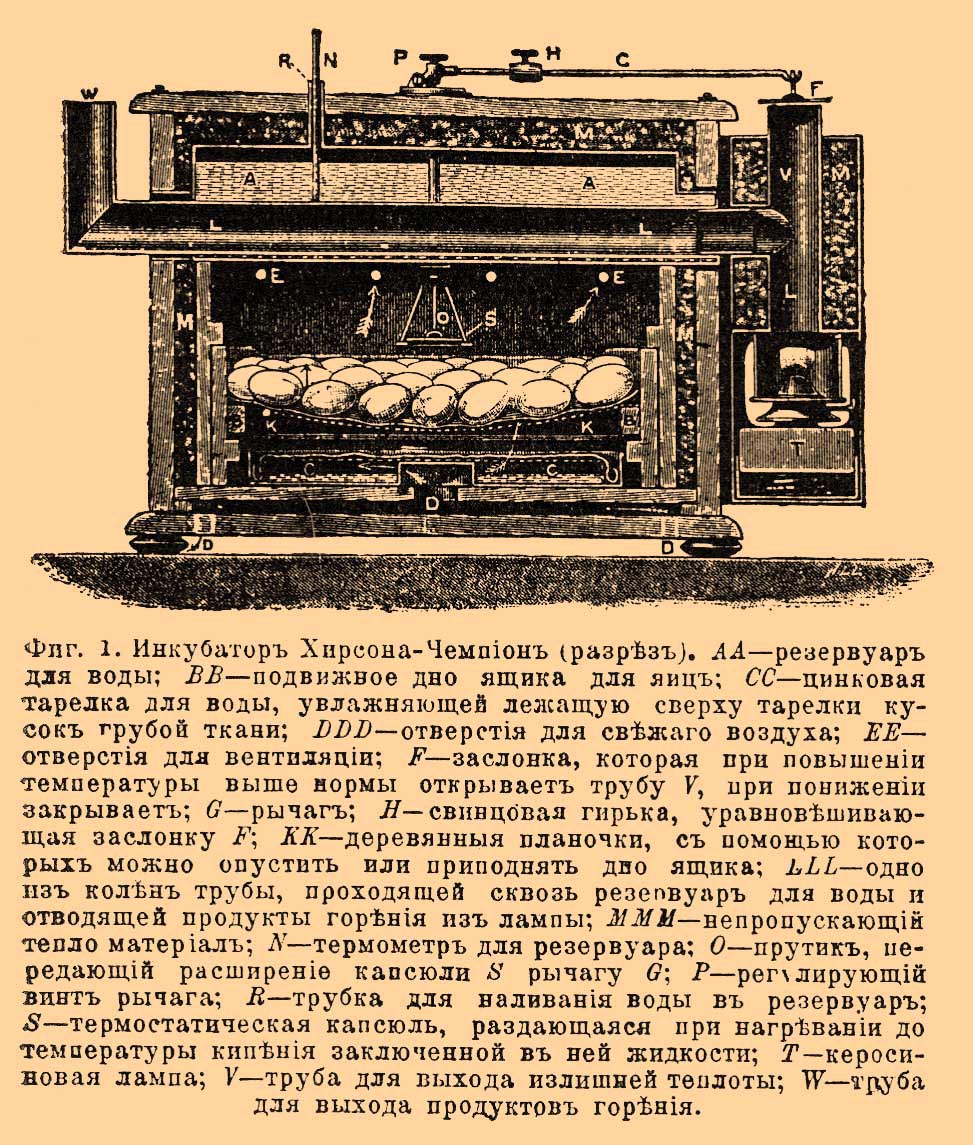 R
N
P
H
C
W
F
M
A
A
V
M
L
L
E
E
L
M
O
S
M
K
K
B
C
C
T
D
D
D
Фиг. 1. Инкубаторъ Хирсона-Чемпіонъ (разрѣзъ). АА—резервуаръ
для воды; ВВ—подвижное дно ящика для яицъ; СС—цинковая
тарелка для воды, увлажняющей лежащую сверху тарелки ку-
сокъ грубой ткани; DDD—отверстія для свѣжаго воздуха; ЕЕ—
отверстія для вентиляціи; F—заслонка, которая при повышеніи
температуры выше нормы открываетъ трубу V, при пониженіи
закрываетъ; G—рычагъ; H—свинцовая гирька, уравновѣшиваю-
щая заслонку F; KK—деревянныя планочки, съ помощью кото-
рыхъ можно опустить или приподнять дно ящика; LLL—одно
изъ колѣнъ трубы, проходящей сквозь резервуаръ для воды и
отводящей продукты горѣнія изъ лампы; МММ—непропускающій
тепло матеріалъ; N—термометръ для резервуара; O—прутикъ, пе-
редающій расширеніе капсюли S рычагу G; P—регулирующій
винтъ рычага; R—трубка для наливанія воды въ резервуаръ;
S—термостатическая капсюль, раздающаяся при нагрѣваніи до
температуры кипѣнія заключенной въ ней жидкости; T—кероси-
новая лампа; V—труба для выхода излишней теплоты; W—труба
для выхода продуктовъ горѣнія.